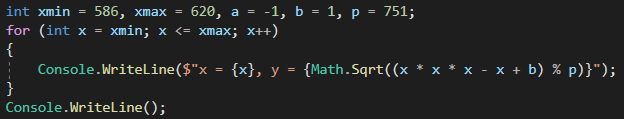 int xmin = 586, xmax = 620, a = -1, b = 1, p = 751;
for (int x = xmin; x <= xmax; x++)
{
    Console.WriteLine($"x = {x}, y = {Math.Sqrt((x * x * x - x + b) % p)}");
}
Console.WriteLine();